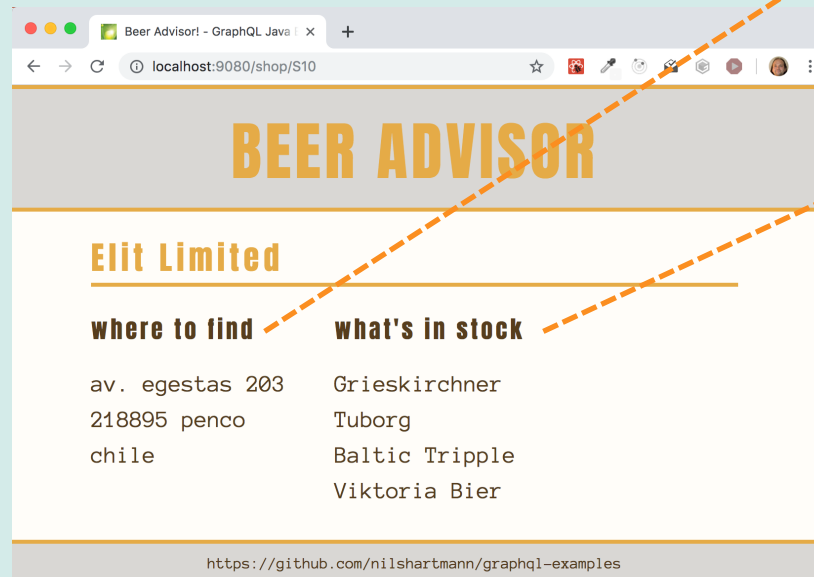 Beer Advisor! - GraphQL Java
localhost:9080/shop/S10
BEER ADVISOR
Elit Limited
where to find
av. egestas 203
218895 penco
chile
what's in stock
Grieskirchner
Tuborg
Baltic Tripple
Viktoria Bier
https://github.com/nilshartmann/graphql-examples